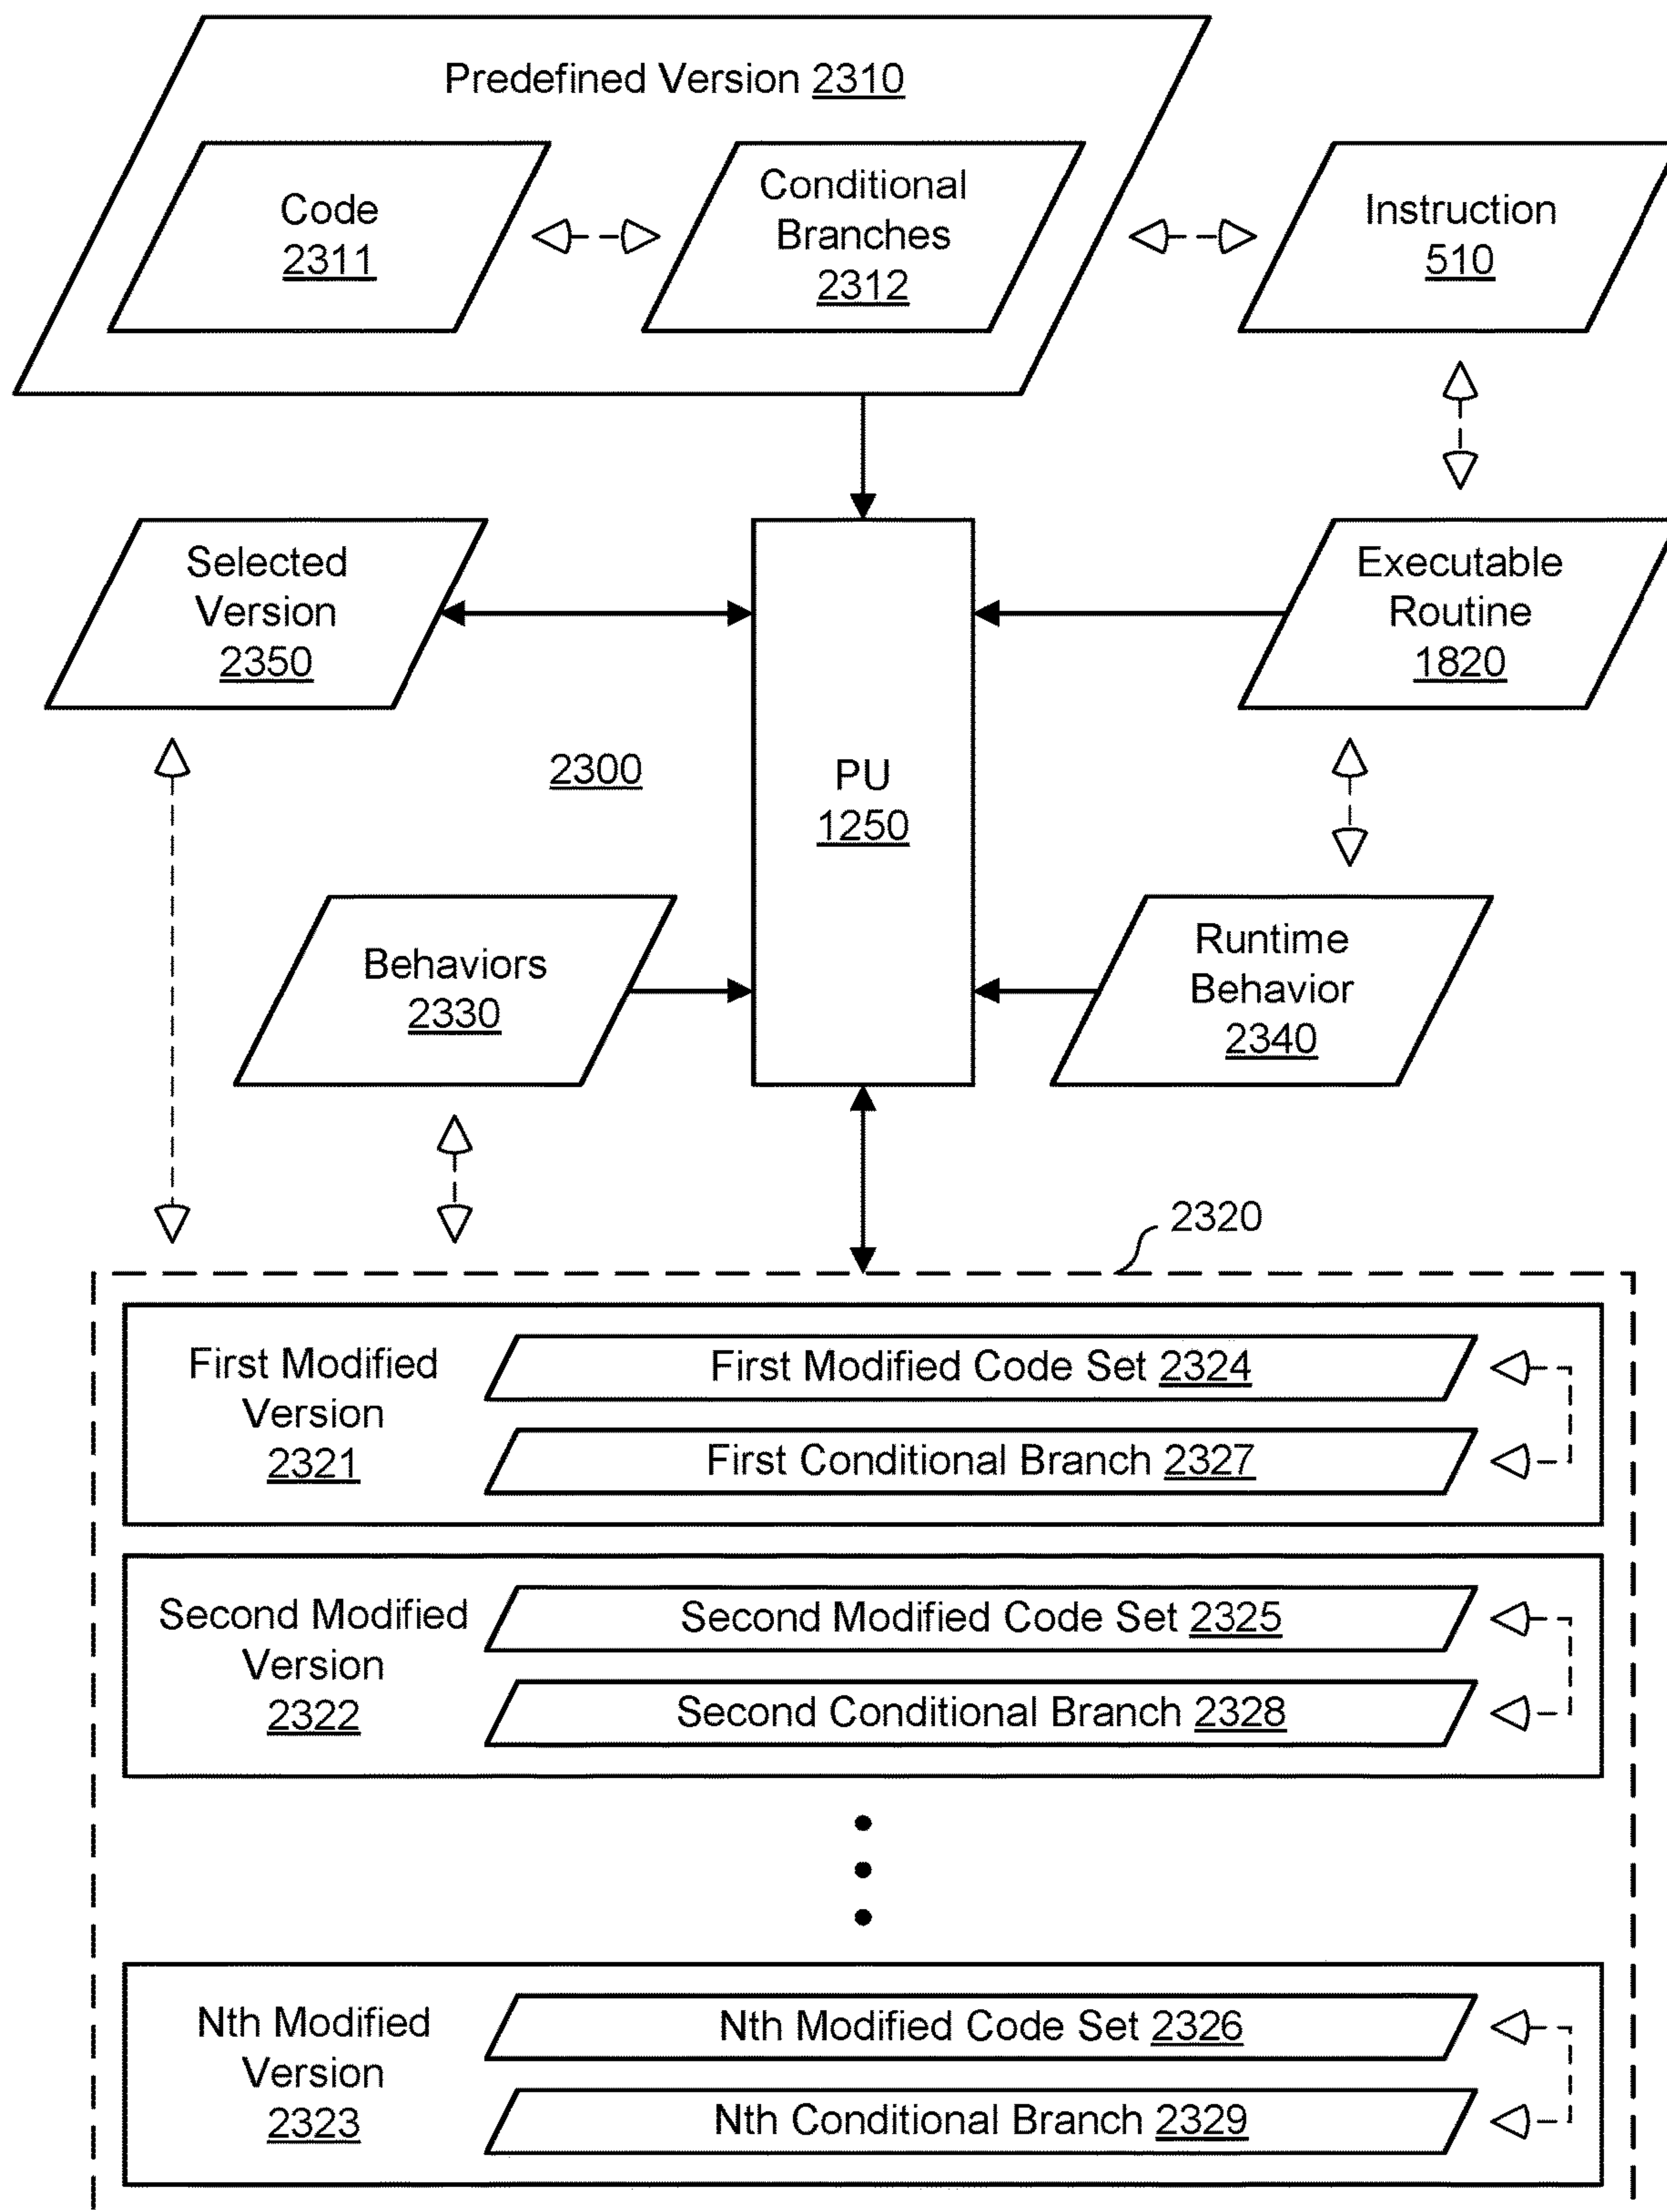 Predefined Version 2310
Code
2311
Conditional
Branches
2312
Instruction
510
Selected
Version
2350
Executable
Routine
1820
2300
PU
1250
Behaviors
2330
Runtime
Behavior
2340
2320
First Modified
Version
2321
First Modified Code Set 2324
First Conditional Branch 2327
Second Modified
Version
2322
Second Modified Code Set 2325
Second Conditional Branch 2328
Nth Modified
Version
2323
Nth Modified Code Set 2326
Nth Conditional Branch 2329